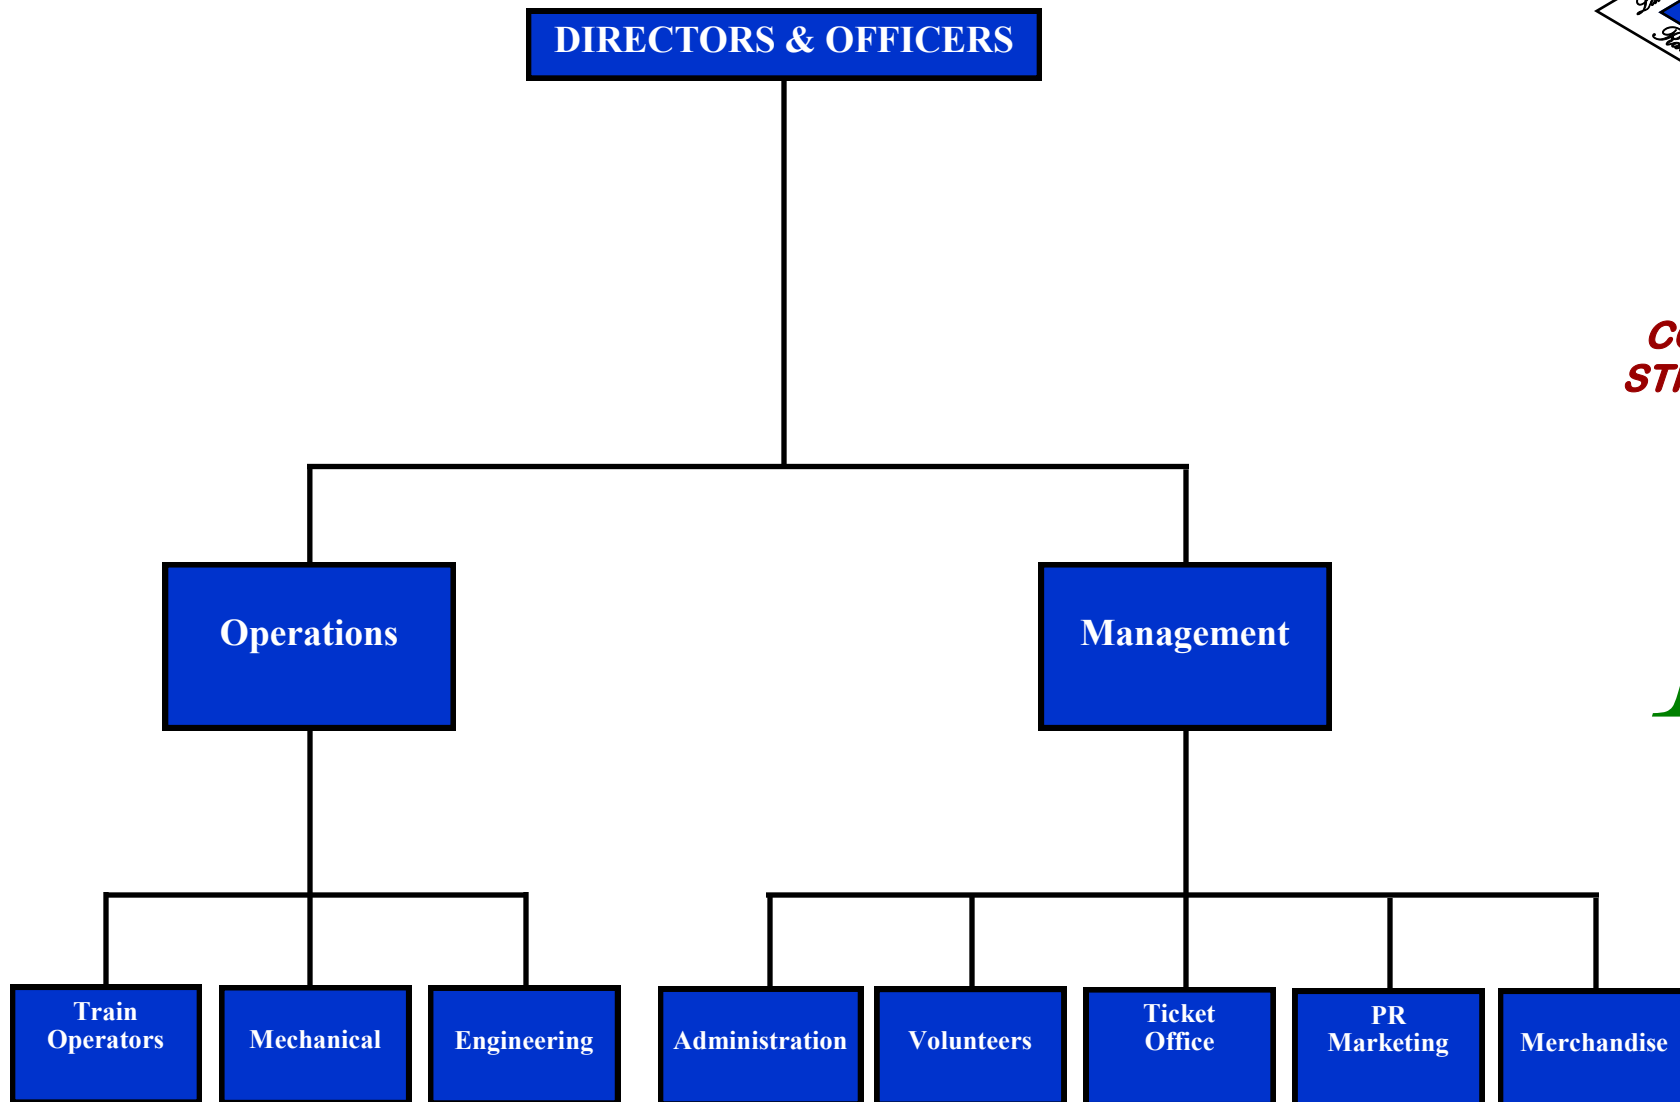 DIRECTORS & OFFICERS
Operations
Management
Train
Operators
Mechanical
Engineering
Administration
Volunteers
Ticket
Office
PR
Marketing
Merchandise